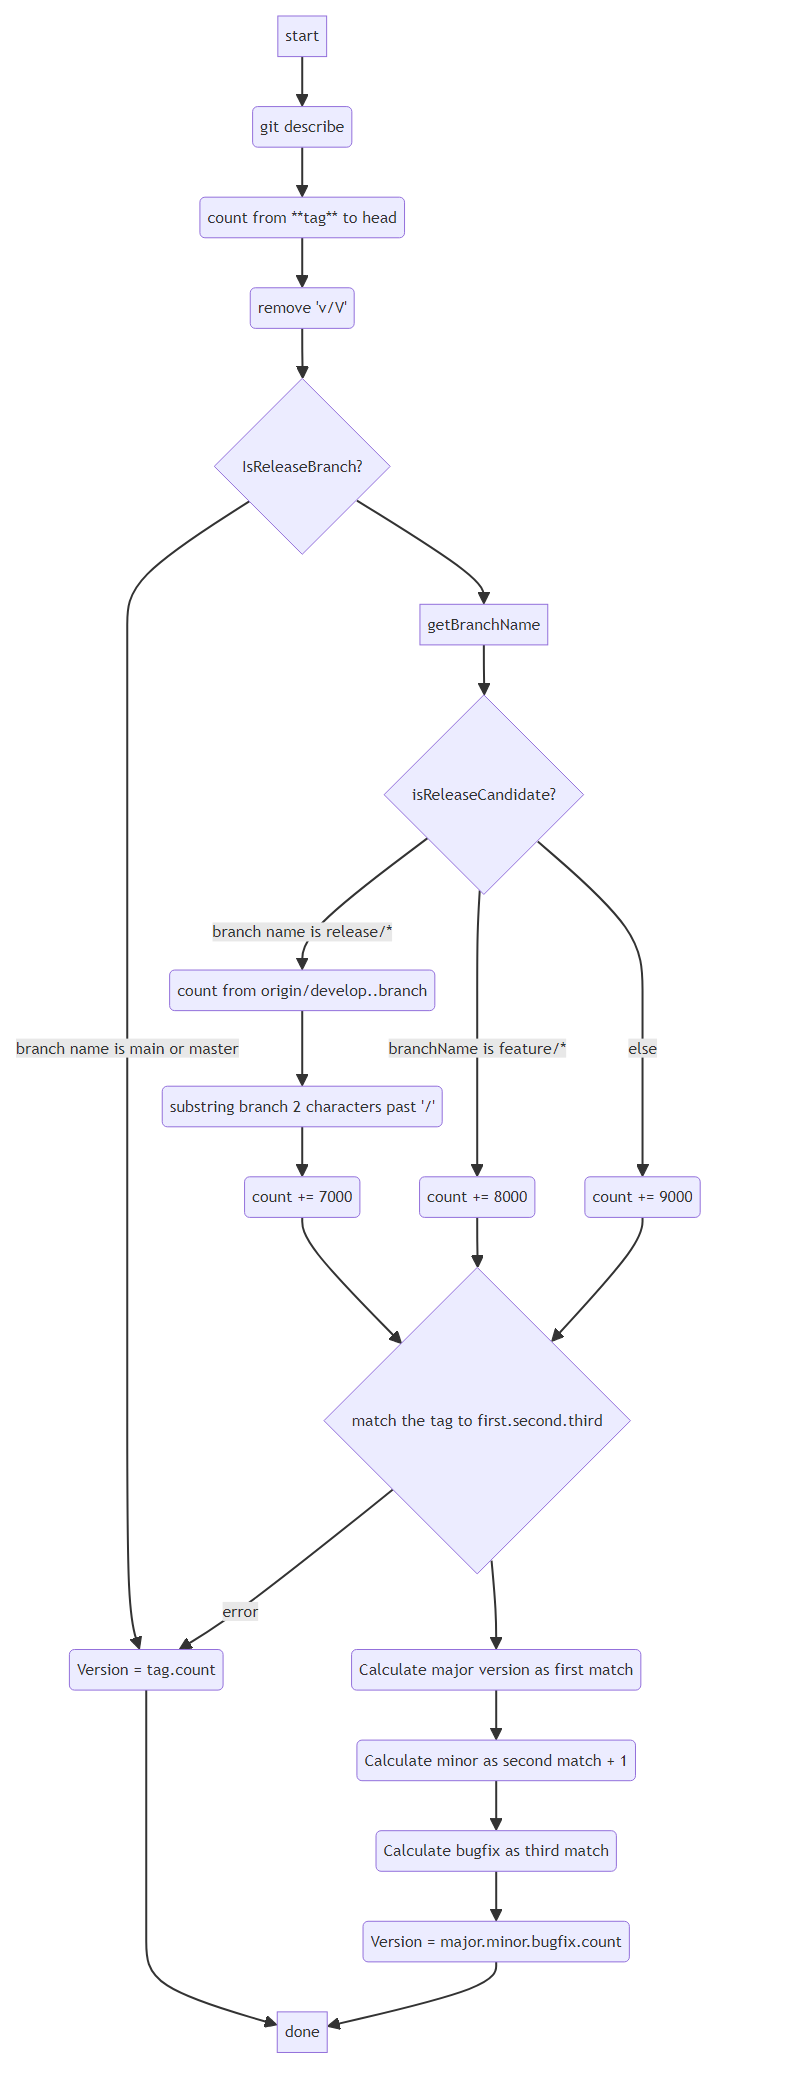 start
git describe
count from **tag** to head
remove 'v/V'
IsReleaseBranch?
getBranchName
isReleaseCandidate?
branch name is release/*
count from origin/develop..branch
branch name is main or master
branchName is feature/*
else
substring branch 2 characters past '/'
count += 7000
count += 8000
count += 9000
match the tag to first.second.third
error
Version = tag.count
Calculate major version as first match
Calculate minor as second match + 1
Calculate bugfix as third match
Version = major.minor.bugfix.count
done